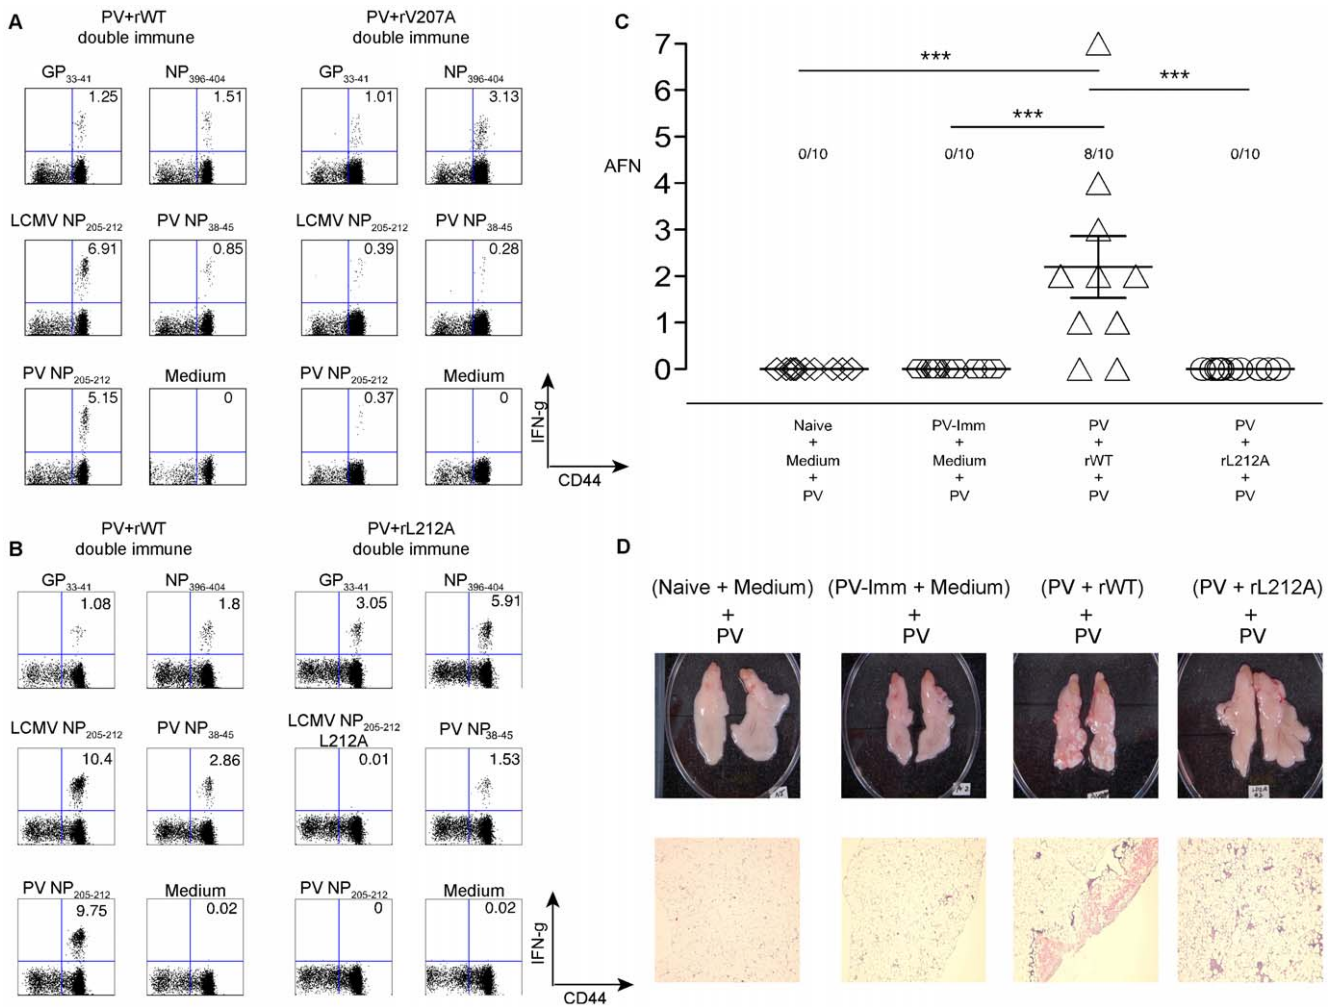 A
PV+rWT
double immune
PV+rV207A
double immune
GP33-41
NP396-404
GP33-41
NP396-404
1.25
1.51
1.01
3.13
LCMV NP205-212
PV NP38-45
LCMV NP205-212
PV NP38-45
6.91
0.85
0.39
0.28
PV NP205-212
Medium
PV NP205-212
Medium
5.15
0
0.37
0
IFN-g
CD44
B
PV+rWT
double immune
PV+rL212A
double immune
GP33-41
NP396-404
GP33-41
NP396-404
1.08
1.8
3.05
5.91
LCMV NP205-212
PV NP38-45
LCMV NP205-212
L212A
PV NP38-45
10.4
2.86
0.01
1.53
PV NP205-212
Medium
PV NP205-212
Medium
9.75
0.02
0
0.02
IFN-g
CD44
C
7
6
5
4
3
2
1
0
AFN
***
***
***
0/10
0/10
8/10
0/10
Naive
+
Medium
+
PV
PV-Imm
+
Medium
+
PV
PV
+
rWT
+
PV
PV
+
rL212A
+
PV
D
(Naive + Medium)
+
PV
(PV-Imm + Medium)
+
PV
(PV + rWT)
+
PV
(PV + rL212A)
+
PV